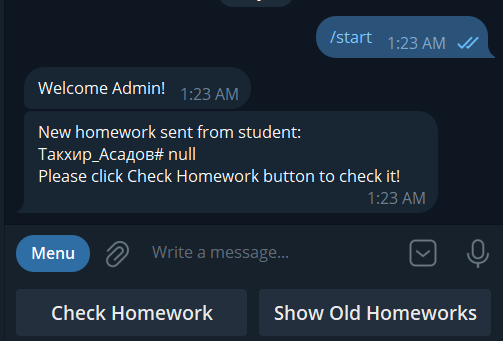 /start 1:23 AM
Welcome Admin! 1:23 AM
New homework sent from student:
Такхир_Асадов# null
Please click Check Homework button to check it!
1:23 AM
Menu Write a message...
Check Homework Show Old Homeworks